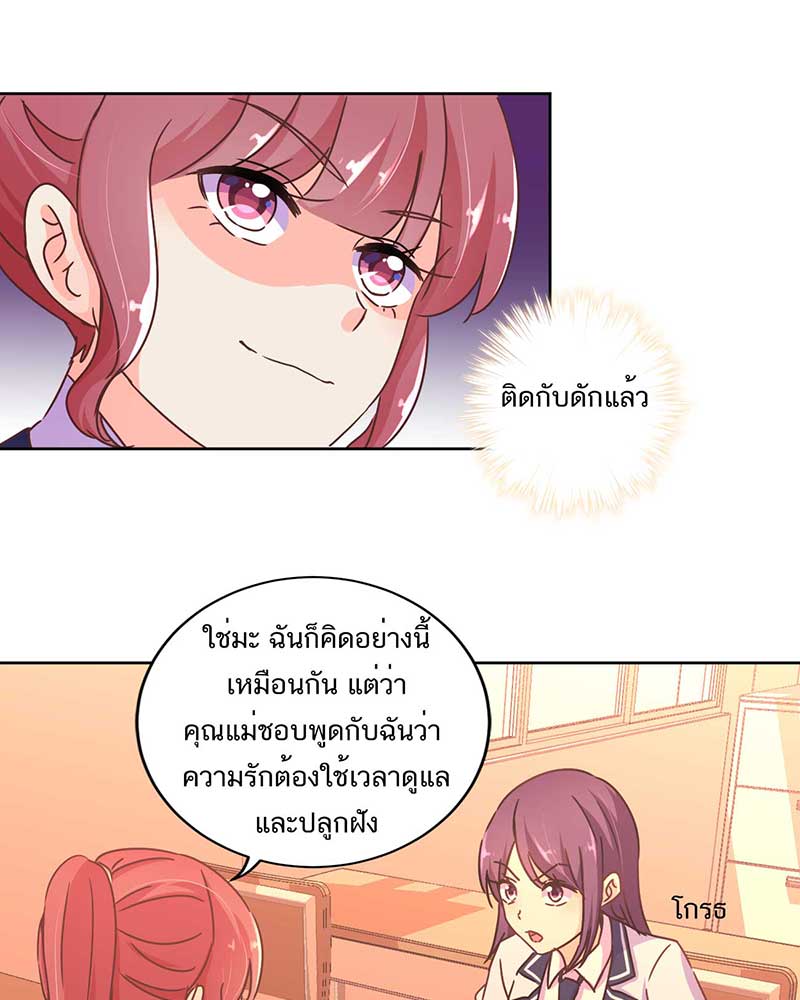 ติดกับดักแล้ว
ใช่มะ ฉันก็คิดอย่างนี้
เหมือนกัน แต่ว่า
คุณแม่ชอบพูดกับฉันว่า
ความรักต้องใช้เวลาดูแล
และปลูกฝัง
โกรธ